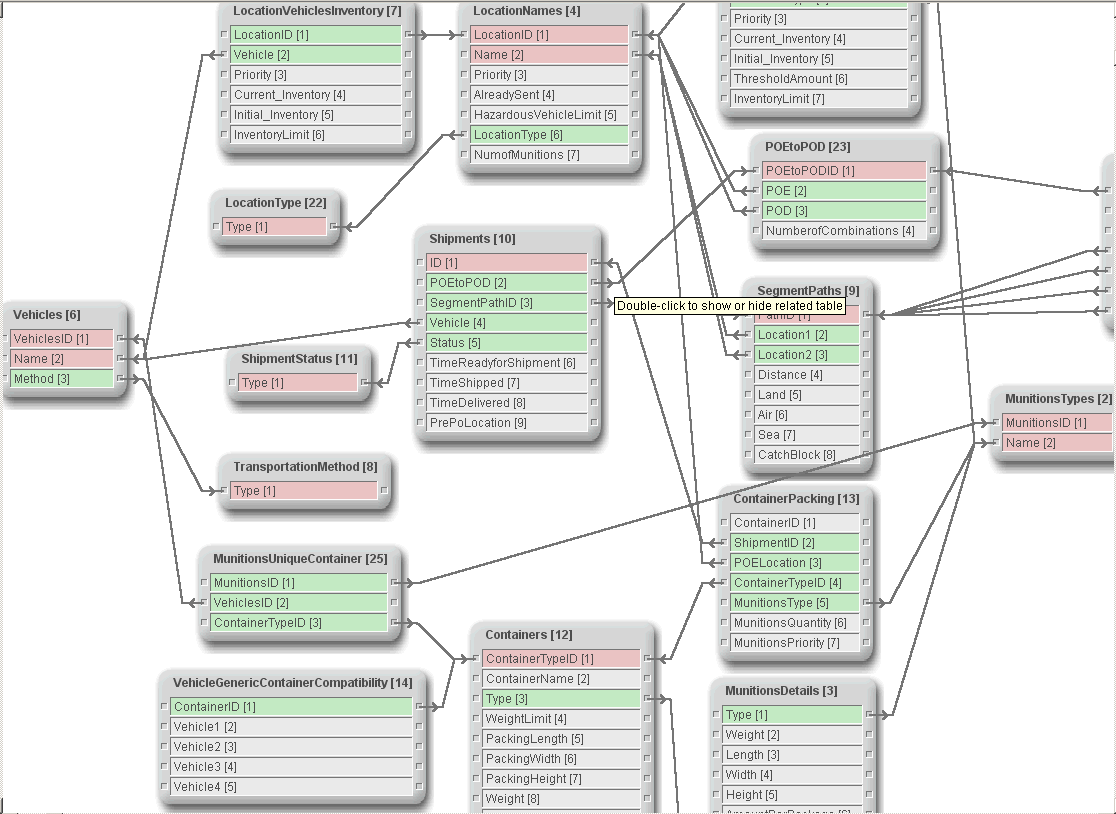 LocationVehiclesInventory [7]
LocationID [1]
Vehicle [2]
Priority [3]
Current_Inventory [4]
Initial_Inventory [5]
InventoryLimit [6]
LocationNames [4]
LocationID [1]
Name [2]
Priority [3]
AlreadySent [4]
HazardousVehicleLimit [5]
LocationType [6]
NumofMunitions [7]
Priority [3]
Current_Inventory [4]
Initial_Inventory [5]
ThresholdAmount [6]
InventoryLimit [7]
POEtoPOD [23]
POEtoPODID [1]
POE [2]
POD [3]
NumberofCombinations [4]
LocationType [22]
Type [1]
Shipments [10]
ID [1]
POEtoPOD [2]
SegmentPathID [3]
Vehicle [4]
Status [5]
TimeReadyforShipment [6]
TimeShipped [7]
TimeDelivered [8]
PrePoLocation [9]
Double-click to show or hide related table
SegmentPaths [9]
PathID [1]
Location1 [2]
Location2 [3]
Distance [4]
Land [5]
Air [6]
Sea [7]
CatchBlock [8]
Vehicles [6]
VehiclesID [1]
Name [2]
Method [3]
ShipmentStatus [11]
Type [1]
MunitionsTypes [2]
MunitionsID [1]
Name [2]
TransportationMethod [8]
Type [1]
ContainerPacking [13]
ContainerID [1]
ShipmentID [2]
POELocation [3]
ContainerTypeID [4]
MunitionsType [5]
MunitionsQuantity [6]
MunitionsPriority [7]
MunitionsUniqueContainer [25]
MunitionsID [1]
VehiclesID [2]
ContainerTypeID [3]
Containers [12]
ContainerTypeID [1]
ContainerName [2]
Type [3]
WeightLimit [4]
PackingLength [5]
PackingWidth [6]
PackingHeight [7]
Weight [8]
VehicleGenericContainerCompatibility [14]
ContainerID [1]
Vehicle1 [2]
Vehicle2 [3]
Vehicle3 [4]
Vehicle4 [5]
MunitionsDetails [3]
Type [1]
Weight [2]
Length [3]
Width [4]
Height [5]